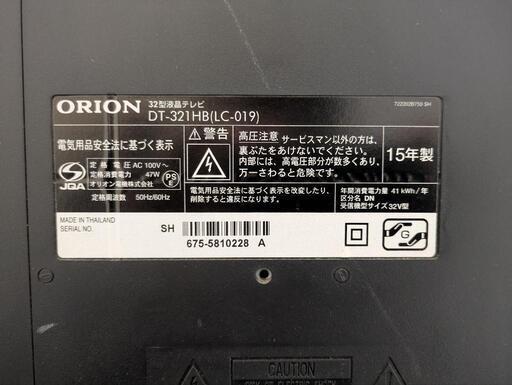 ORION
32型液晶テレビ
DT-321HB(LC-019)
722202B750 SH
電気用品安全法に基づく表示
JQA
定格電圧 AC 100V~
定格消費電力 47W
オリオン電機株式会社
定格周波数 50Hz/60Hz
PSE
警告
高圧注意 サービスマン以外の方は、
裏ぶたをあけないでください。
内部には、高電圧部分が数多くあり、
万一さわると危険です。
電気用品安全法に基づく表示を改変したり、
削除すると違反になります。
15年製
年間消費電力量 41 kWh/年
区分名 DN
受信機型サイズ 32V型
MADE IN THAILAND
SERIAL NO.
SH
675-5810228 A
G
CAUTION